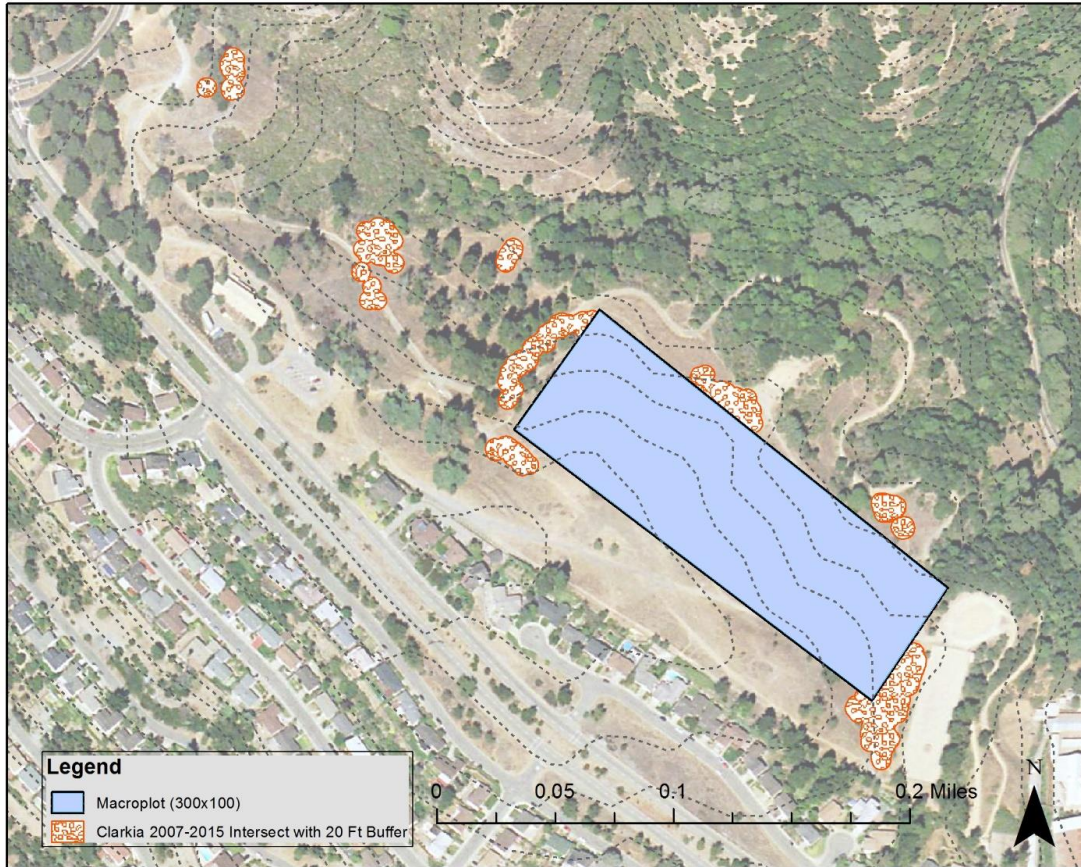 Legend
Macroplot (300x100)
Clarkia 2007-2015 Intersect with 20 Ft Buffer
0 0.05 0.1 0.2 Miles
N